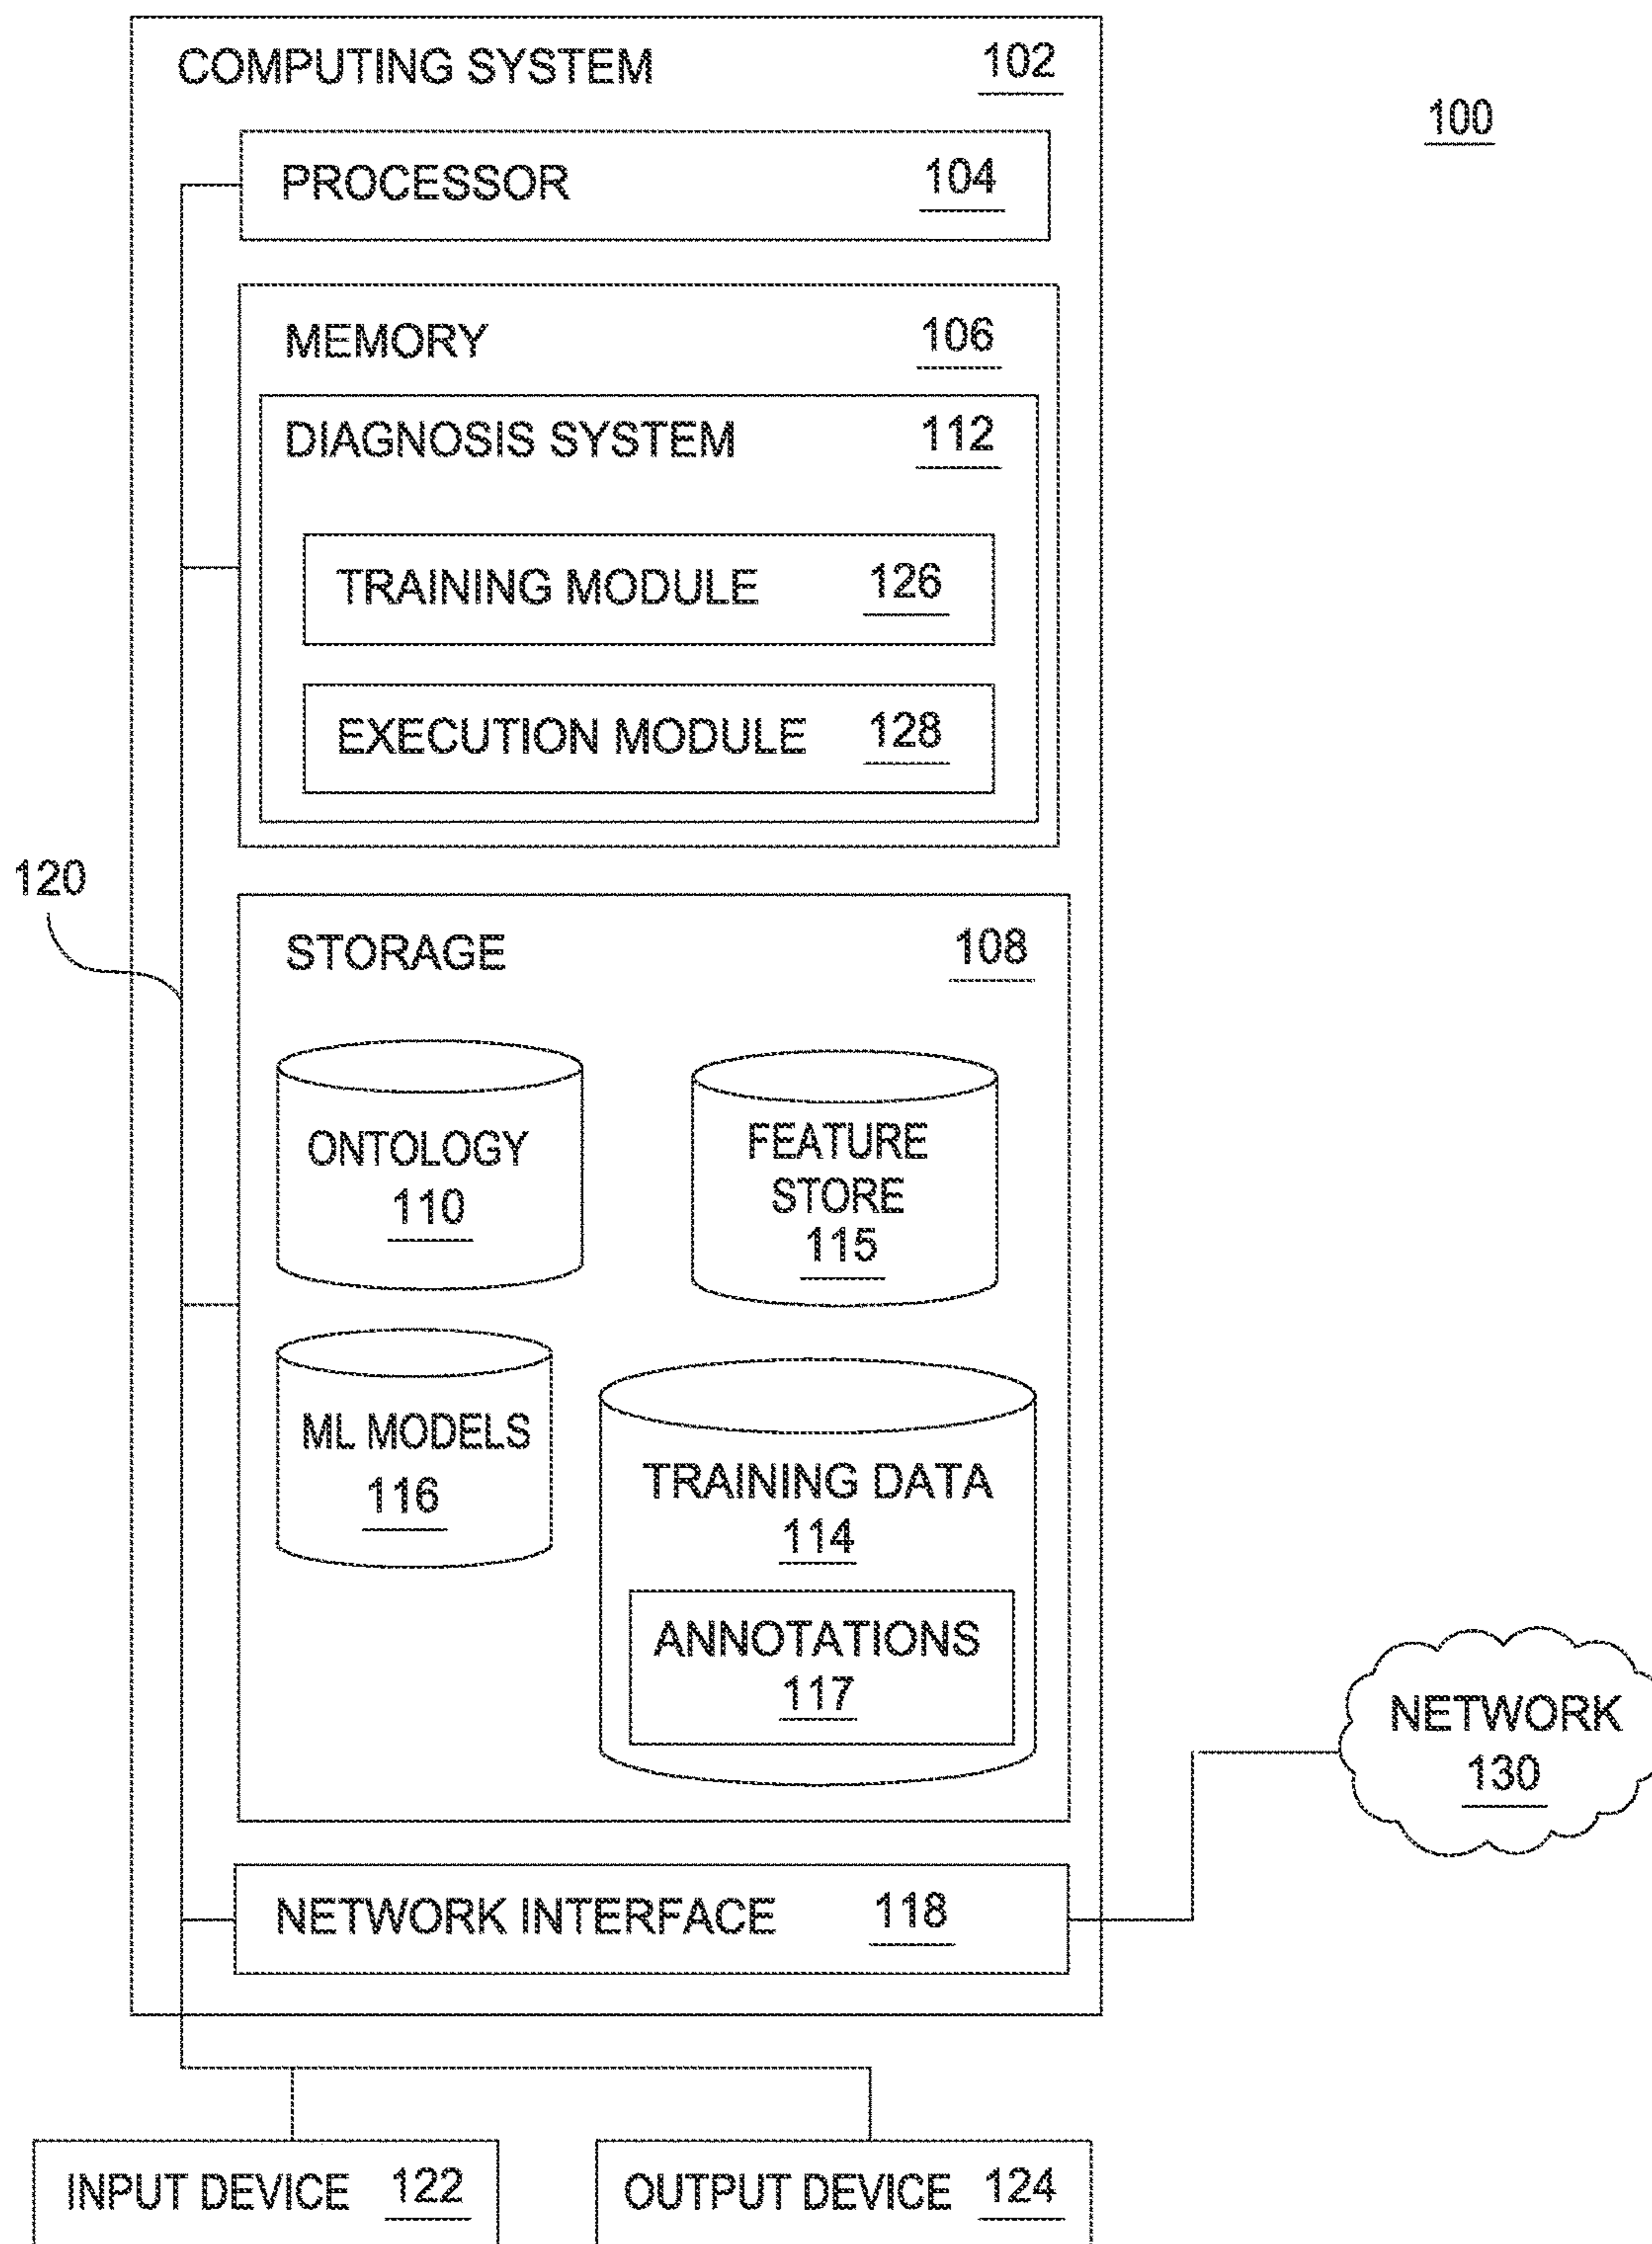 COMPUTING SYSTEM 102
100
PROCESSOR 104
MEMORY 106
DIAGNOSIS SYSTEM 112
TRAINING MODULE 126
EXECUTION MODULE 128
120
STORAGE 108
ONTOLOGY
110
FEATURE
STORE
115
ML MODELS
116
TRAINING DATA
114
ANNOTATIONS
117
NETWORK
130
NETWORK INTERFACE 118
INPUT DEVICE 122
OUTPUT DEVICE 124